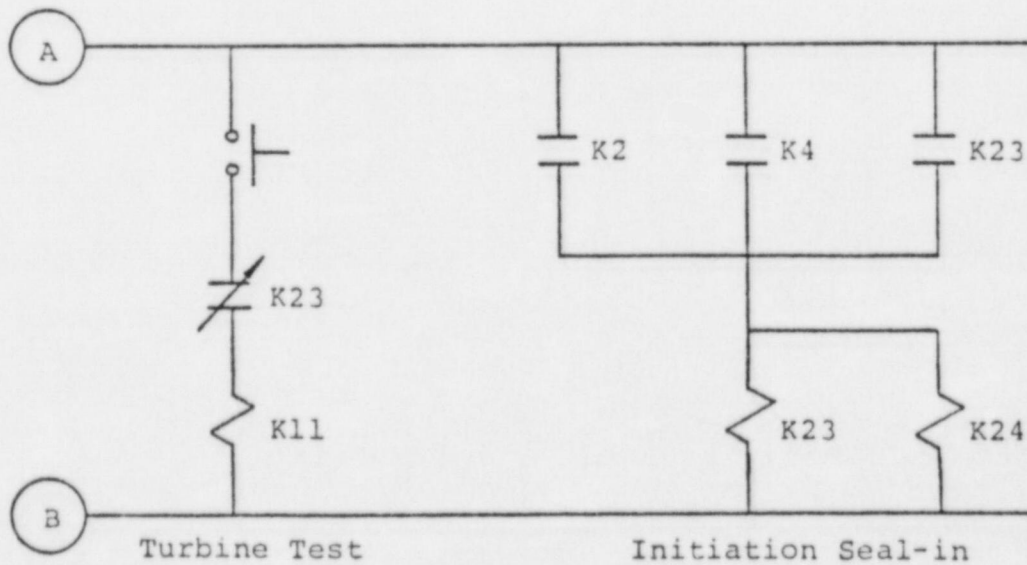 A
K2
K4
K23
K23
K11
K23
K24
B
Turbine Test
Initiation Seal-in